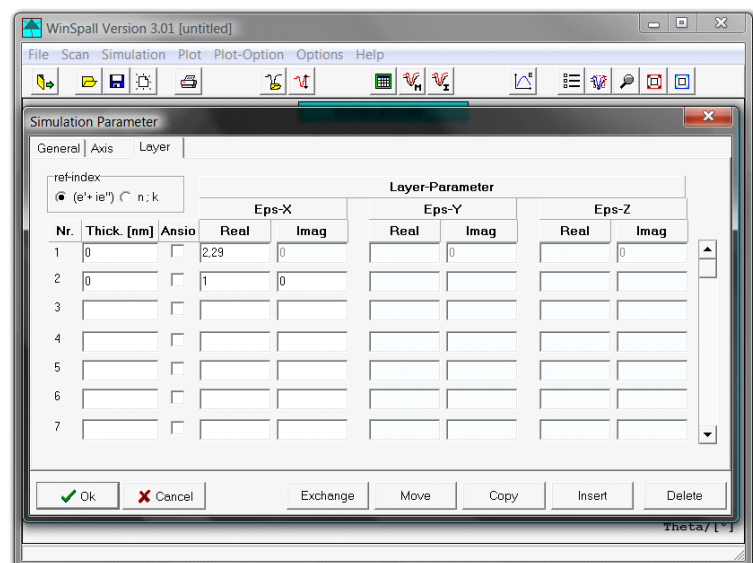 WinSpall Version 3.01 [untitled]
File Scan Simulation Plot Plot-Option Options Help
M I E
Simulation Parameter
General Axis Layer
ref-index
(e'+ ie'') n ; k
Layer-Parameter
Eps-X Eps-Y Eps-Z
Nr. Thick. [nm] Ansio Real Imag Real Imag Real Imag
1 0 2,29 0 0 0
2 0 1 0
3
4
5
6
7
Ok Cancel Exchange Move Copy Insert Delete
Theta/[°]